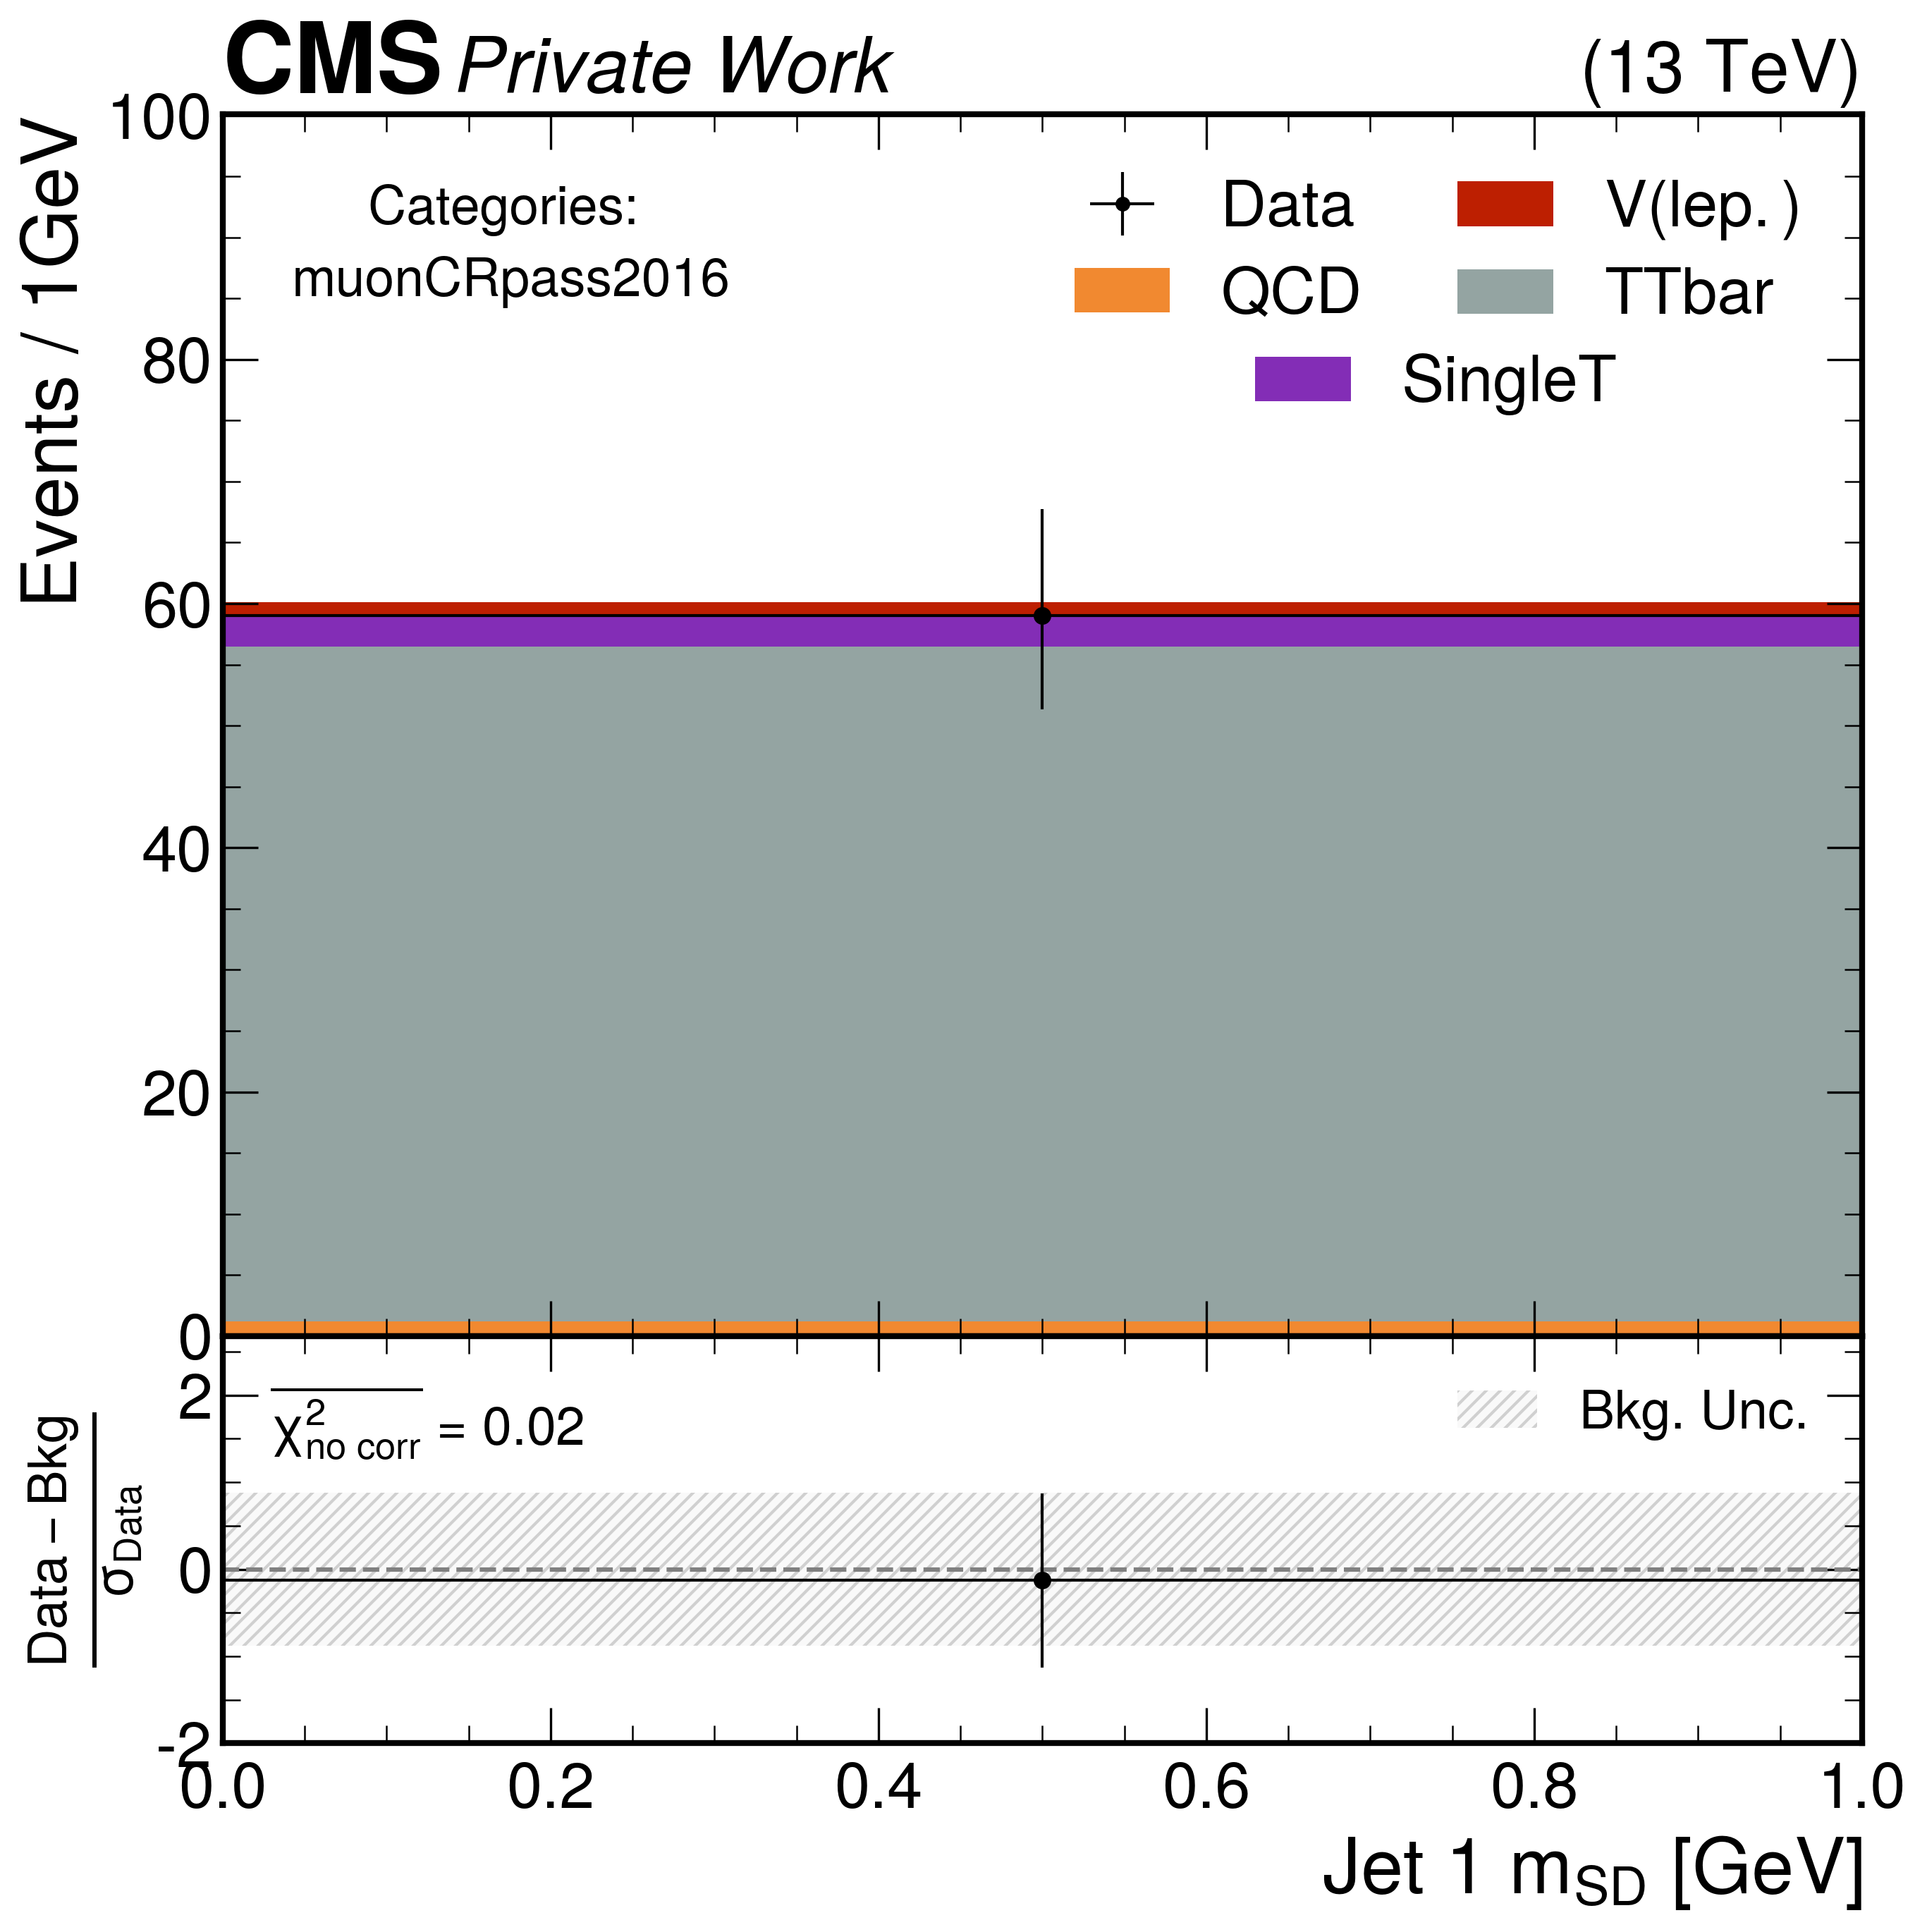 CMS Private Work (13 TeV)
Events / 1GeV
100
80
60
40
20
0
Categories:
muonCRpass2016
Data
V(lep.)
QCD
TTbar
SingleT
Data − Bkg
σData
2
0
-2
χ²no corr = 0.02
Bkg. Unc.
0.0 0.2 0.4 0.6 0.8 1.0
Jet 1 mSD [GeV]